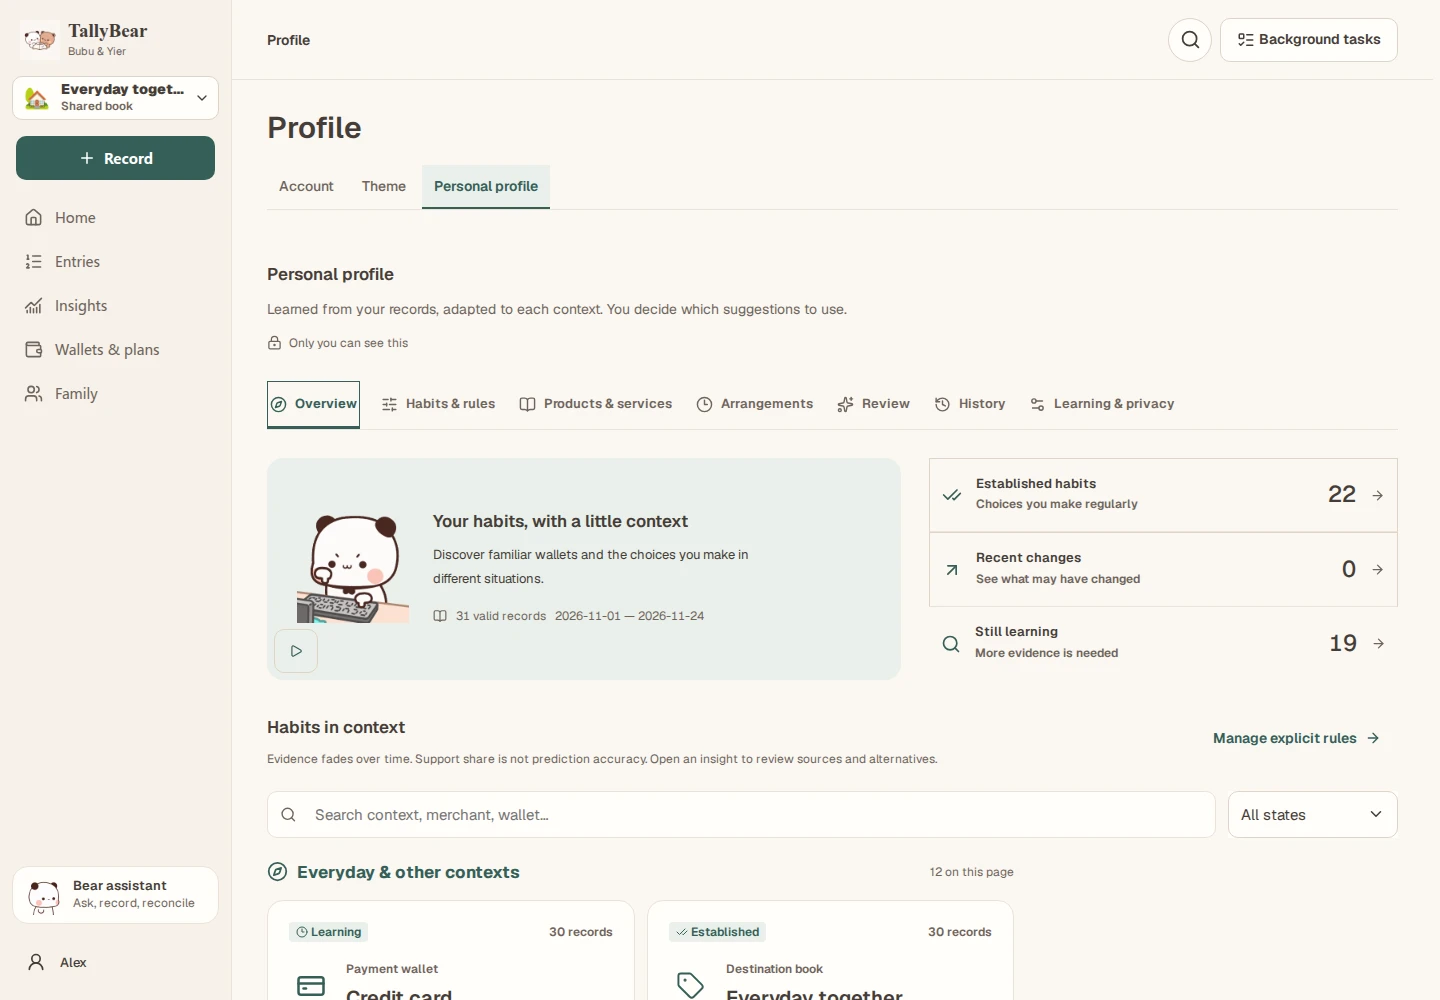 TallyBear
Bubu & Yier
Everyday toget...
Shared book
Record
Home
Entries
Insights
Wallets & plans
Family
Bear assistant
Ask, record, reconcile
Alex
Profile
Background tasks
Profile
Account
Theme
Personal profile
Personal profile
Learned from your records, adapted to each context. You decide which suggestions to use.
Only you can see this
Overview
Habits & rules
Products & services
Arrangements
Review
History
Learning & privacy
Your habits, with a little context
Discover familiar wallets and the choices you make in
different situations.
31 valid records 2026-11-01 — 2026-11-24
Established habits
Choices you make regularly
22
Recent changes
See what may have changed
0
Still learning
More evidence is needed
19
Habits in context
Evidence fades over time. Support share is not prediction accuracy. Open an insight to review sources and alternatives.
Manage explicit rules
Search context, merchant, wallet...
All states
Everyday & other contexts
12 on this page
Learning
30 records
Payment wallet
Credit card
Established
30 records
Destination book
Everyday together